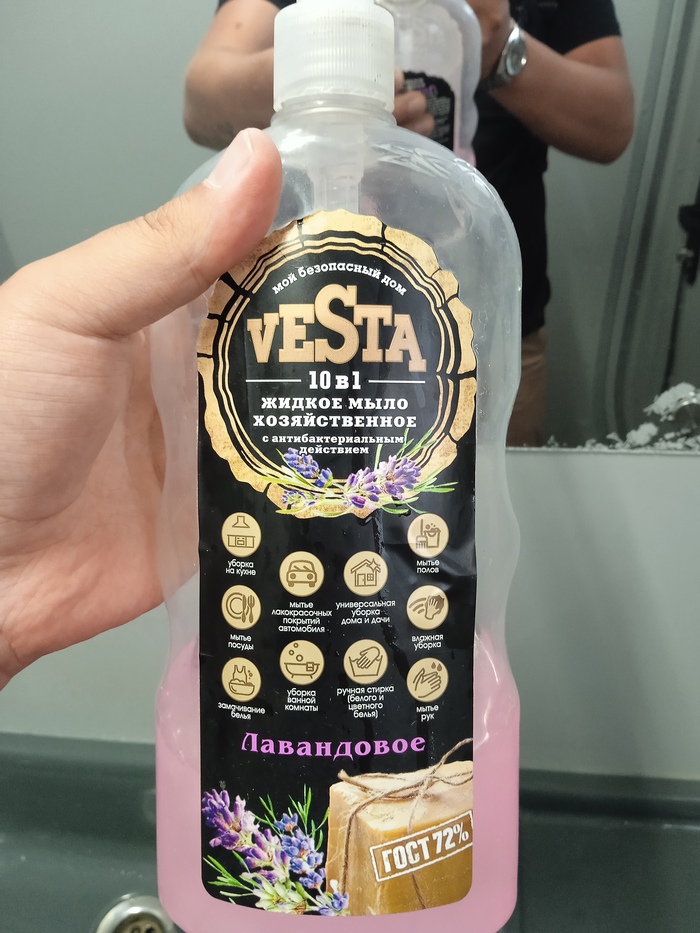 мой безопасный дом
VESTA
10 в 1
ЖИДКОЕ МЫЛО
ХОЗЯЙСТВЕННОЕ
с антибактериальным
действием
уборка
на кухне
мытье
лакокрасочных
покрытий
автомобиля
универсальная
уборка
дома и дачи
мытье
полов
мытье
посуды
влажная
уборка
замачивание
белья
уборка
ванной
комнаты
ручная стирка
(белого и
цветного
белья)
мытье
рук
Лавандовое
ГОСТ 72%